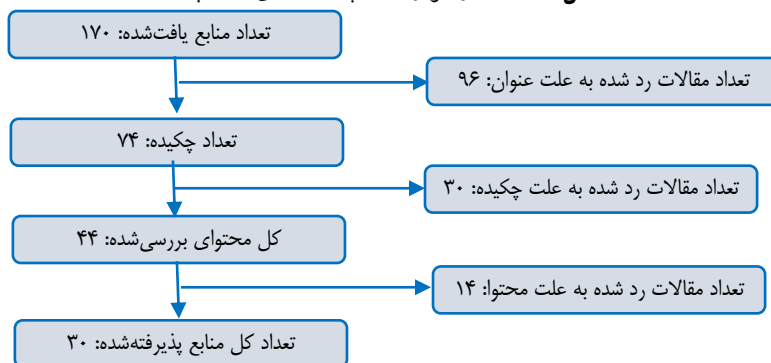 تعداد منابع یافت‌شده: ۱۷۰
تعداد مقالات رد شده به علت عنوان: ۹۶
تعداد چکیده: ۷۴
تعداد مقالات رد شده به علت چکیده: ۳۰
کل محتوای بررسی‌شده: ۴۴
تعداد مقالات رد شده به علت محتوا: ۱۴
تعداد کل منابع پذیرفته‌شده: ۳۰